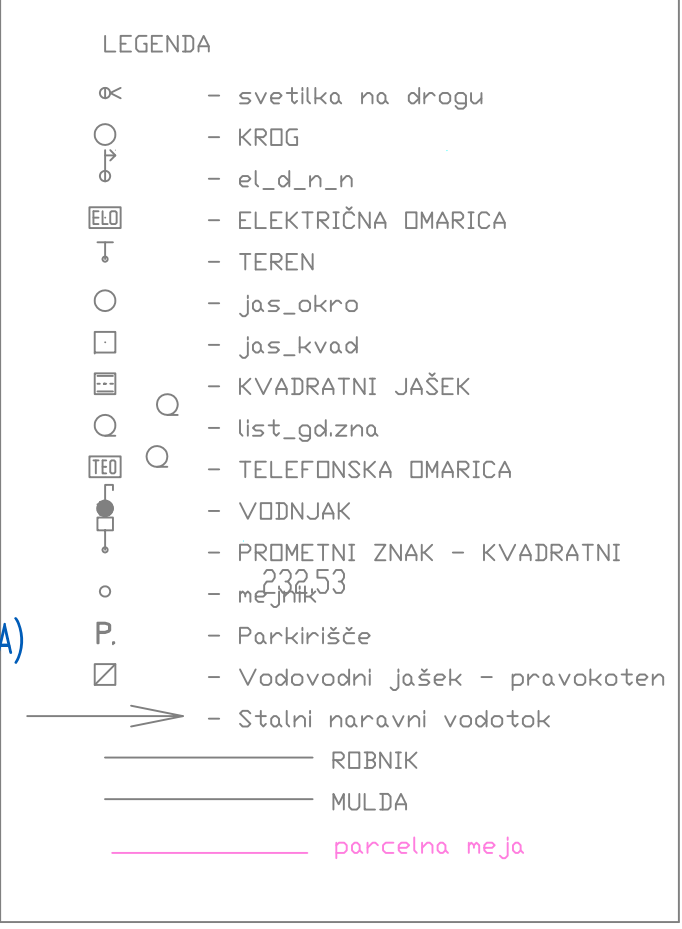 LEGENDA
- svetilka na drogu
- KROG
- el_d_n_n
ELO - ELEKTRIČNA OMARICA
- TEREN
- jas_okro
- jas_kvad
- KVADRATNI JAŠEK
- list_gd.zna
TEO - TELEFONSKA OMARICA
- VODNJAK
- PROMETNI ZNAK - KVADRATNI
232.53
- mejnik
A)
P. - Parkirišče
- Vodovodni jašek - pravokoten
- Stalni naravni vodotok
ROBNIK
MULDA
parcelna meja